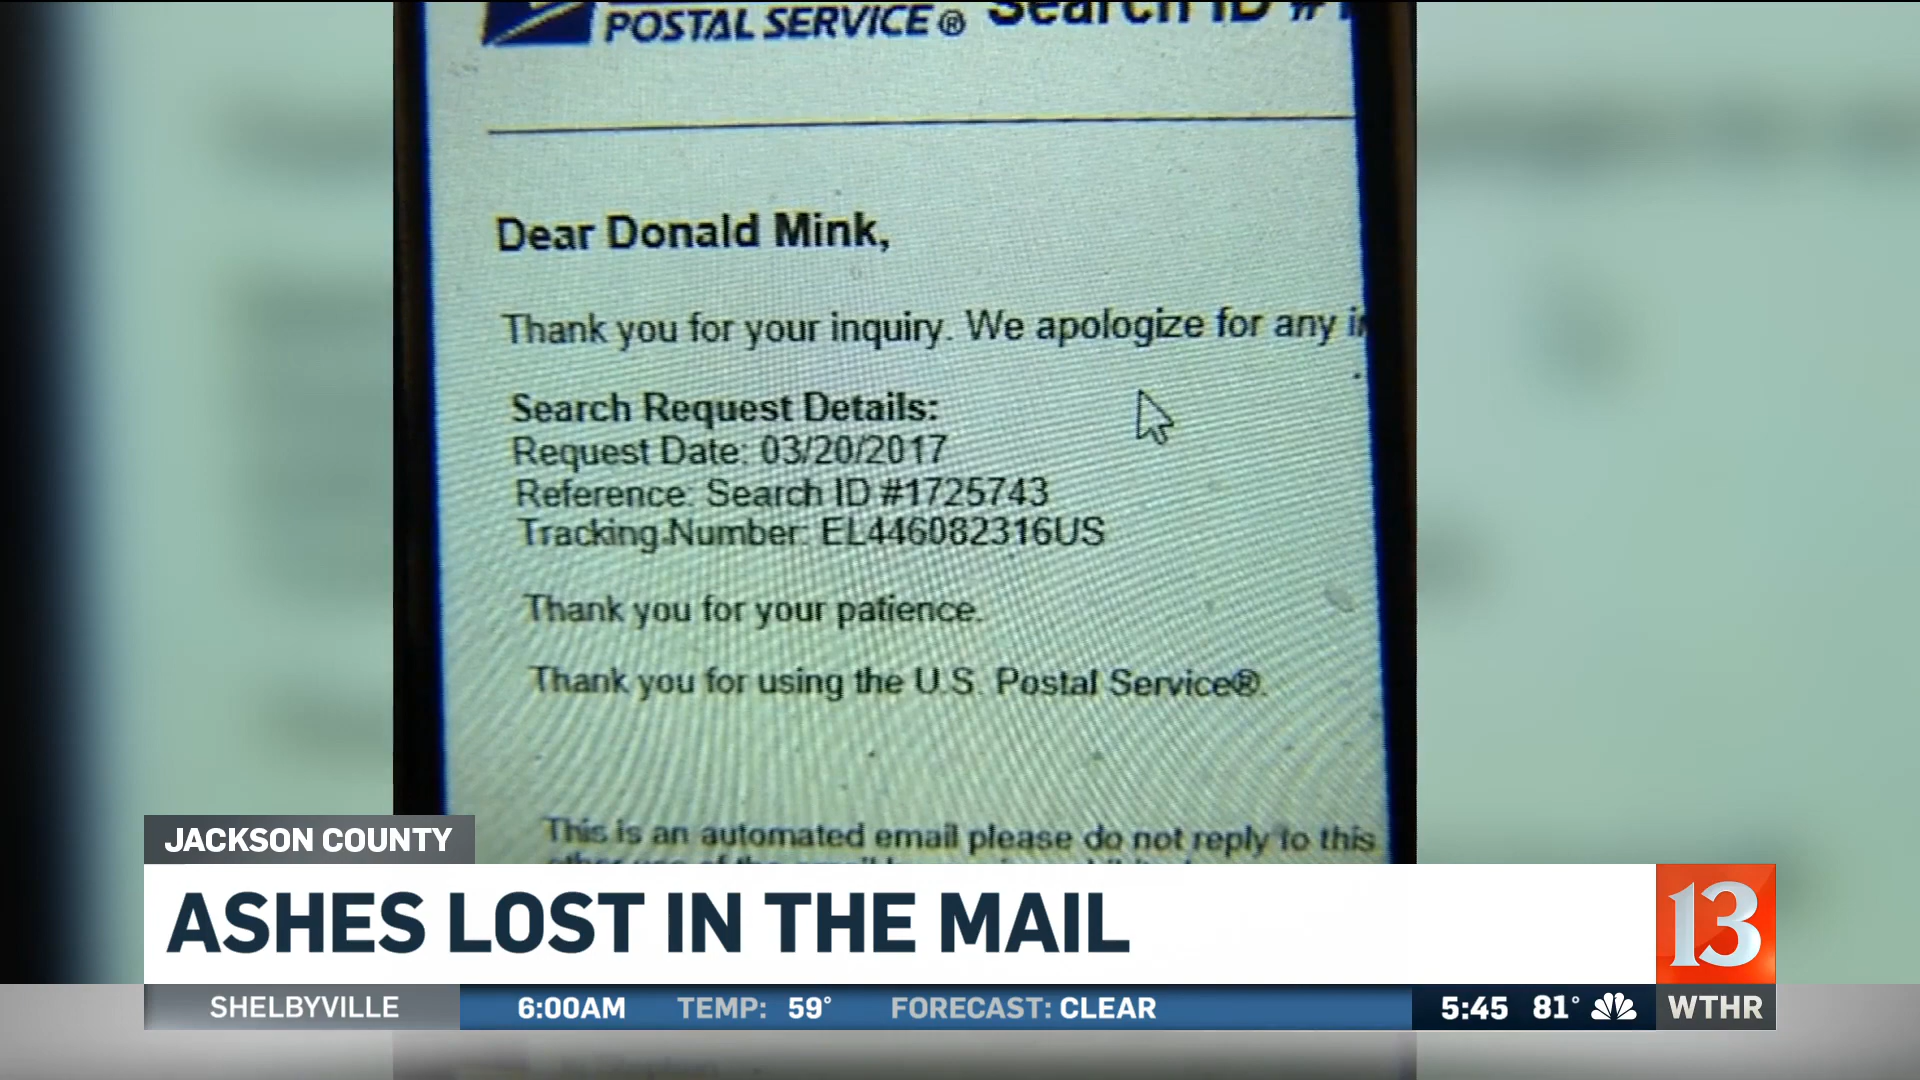 POSTAL SERVICE® Search ID #1
Dear Donald Mink,
Thank you for your inquiry. We apologize for any
Search Request Details:
Request Date: 03/20/2017
Reference: Search ID #1725743
Tracking Number: EL446082316US
Thank you for your patience.
Thank you for using the U.S. Postal Service®.
This is an automated email please do not reply to this
JACKSON COUNTY
ASHES LOST IN THE MAIL
13
SHELBYVILLE 6:00AM TEMP: 59° FORECAST: CLEAR 5:45 81° WTHR